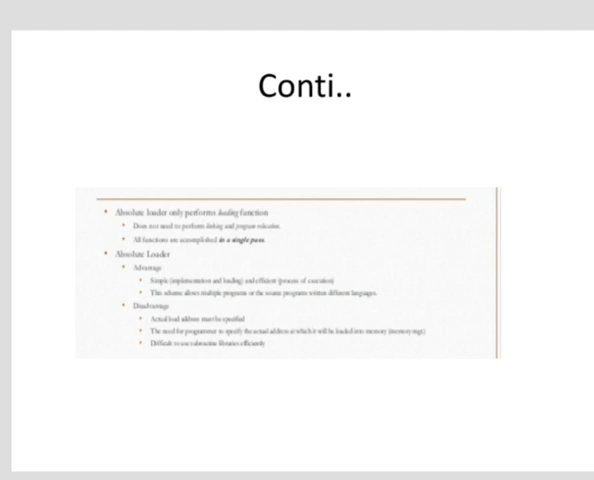 Conti..
Absolute loader only performs loading function
Does not need to perform linking and program relocation.
All functions are accomplished in a single pass.
Absolute Loader
Advantage
Simple (implementation and loading) and efficient (process of execution)
This scheme allows multiple programs or the source programs written different languages.
Disadvantage
Actual load address must be specified
The need for programmer to specify the actual address at which it will be loaded into memory (memory mgt)
Difficult to use subroutine libraries efficiently